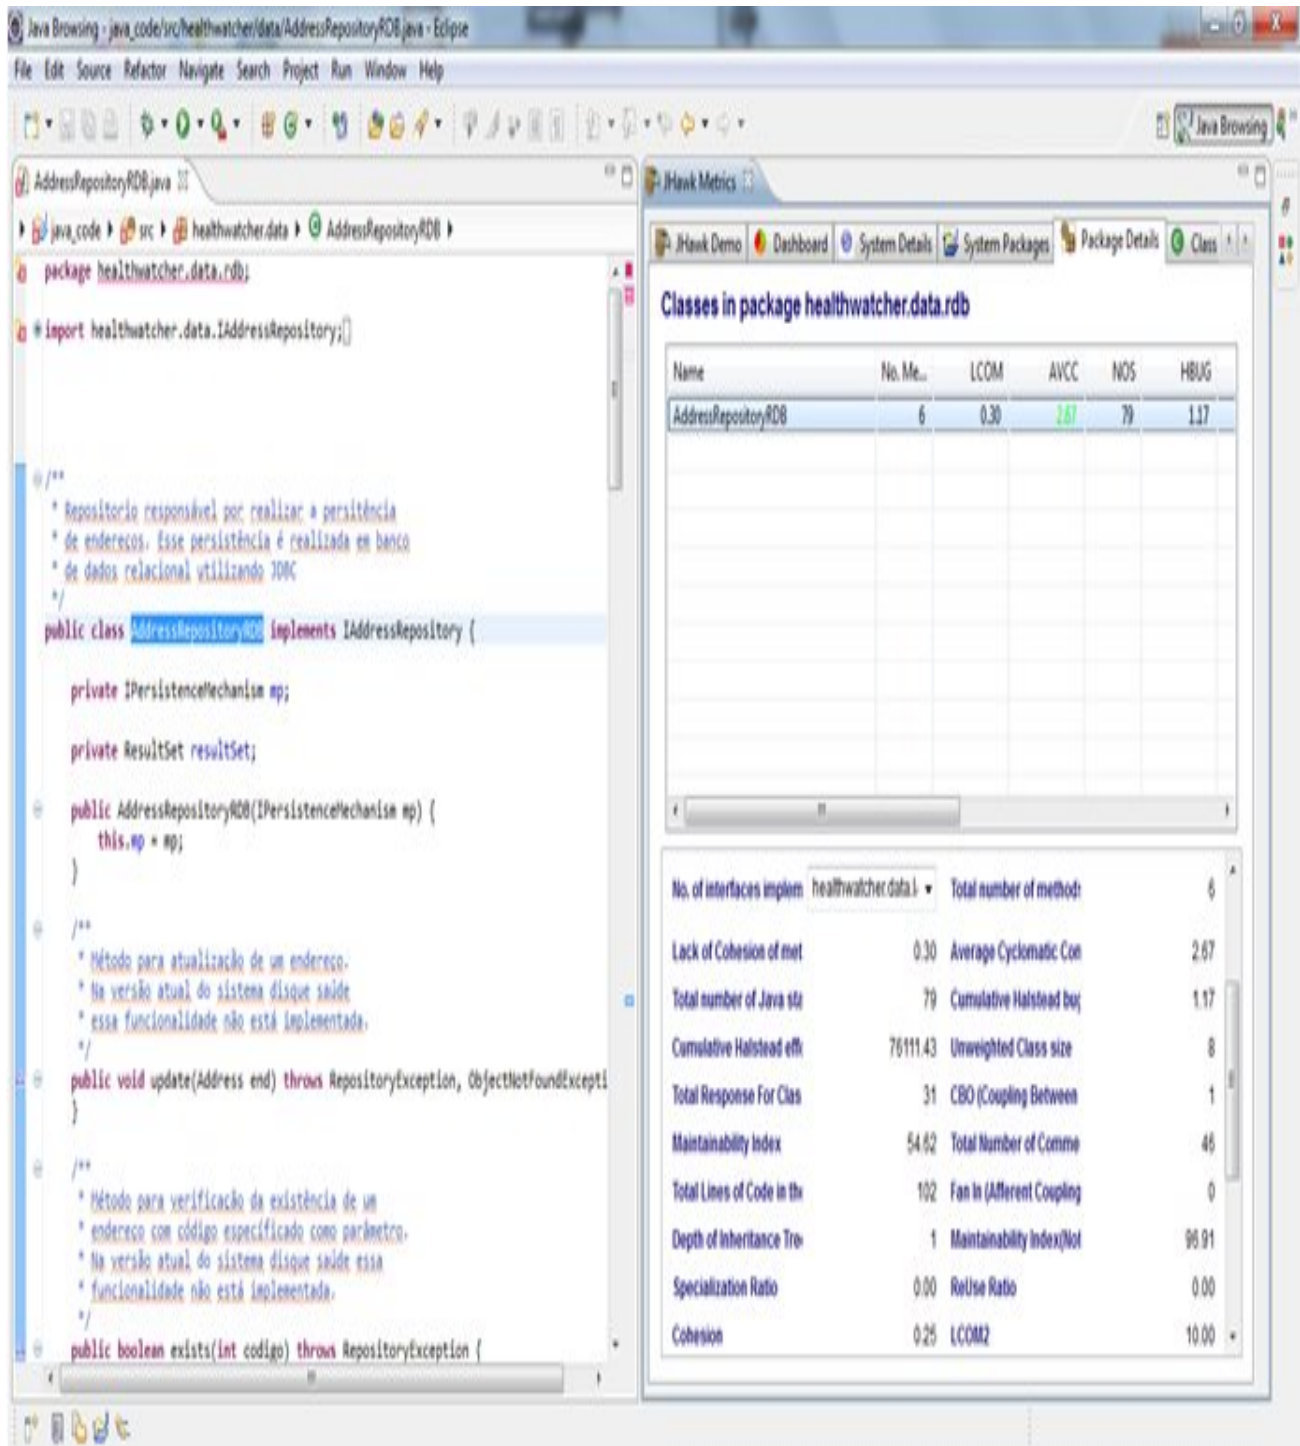 Java Browsing - java_code/src/healthwatcher/data/AddressRepositoryRDB.java - Eclipse
File Edit Source Refactor Navigate Search Project Run Window Help
Java Browsing
AddressRepositoryRDB.java
java_code src healthwatcher.data AddressRepositoryRDB
package healthwatcher.data.rdb;
import healthwatcher.data.IAddressRepository;
/**
* Repositorio responsável por realizar a persitência
* de enderecos. Esse persistência é realizada em banco
* de dados relacional utilizando JDBC
*/
public class AddressRepositoryRDB implements IAddressRepository {
private IPersistenceMechanism mp;
private ResultSet resultSet;
public AddressRepositoryRDB(IPersistenceMechanism mp) {
this.mp = mp;
}
/**
* Método para atualização de um endereco.
* Na versão atual do sistema disque saúde
* essa funcionalidade não está implementada.
*/
public void update(Address end) throws RepositoryException, ObjectNotFoundExcepti
}
/**
* Método para verificacão da existência de um
* endereco com código especificado como parâmetro.
* Na versão atual do sistema disque saúde essa
* funcionalidade não está implementada.
*/
public boolean exists(int codigo) throws RepositoryException {
JHawk Metrics
JHawk Demo Dashboard System Details System Packages Package Details Class
Classes in package healthwatcher.data.rdb
Name No. Me... LCOM AVCC NOS HBUG
AddressRepositoryRDB 6 0.30 2.67 79 1.17
No. of interfaces implem healthwatcher.data.I Total number of methods 6
Lack of Cohesion of met 0.30 Average Cyclomatic Com 2.67
Total number of Java sta 79 Cumulative Halstead bug 1.17
Cumulative Halstead effo 76111.43 Unweighted Class size 8
Total Response For Clas 31 CBO (Coupling Between 1
Maintainability Index 54.62 Total Number of Comme 46
Total Lines of Code in the 102 Fan In (Afferent Coupling 0
Depth of Inheritance Tree 1 Maintainability Index(Not 96.91
Specialization Ratio 0.00 ReUse Ratio 0.00
Cohesion 0.25 LCOM2 10.00